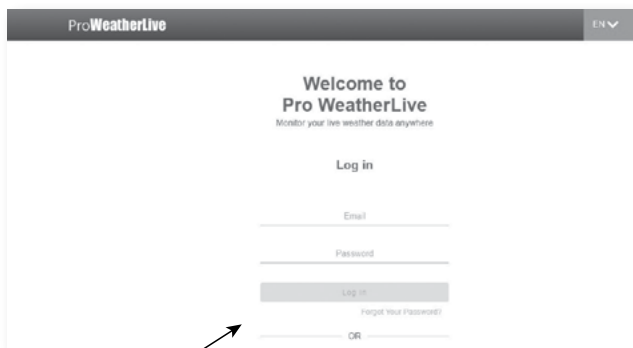 ProWeatherLive
EN
Welcome to
Pro WeatherLive
Monitor your live weather data anywhere
Log in
Email
Password
Log in
Forgot Your Password?
OR